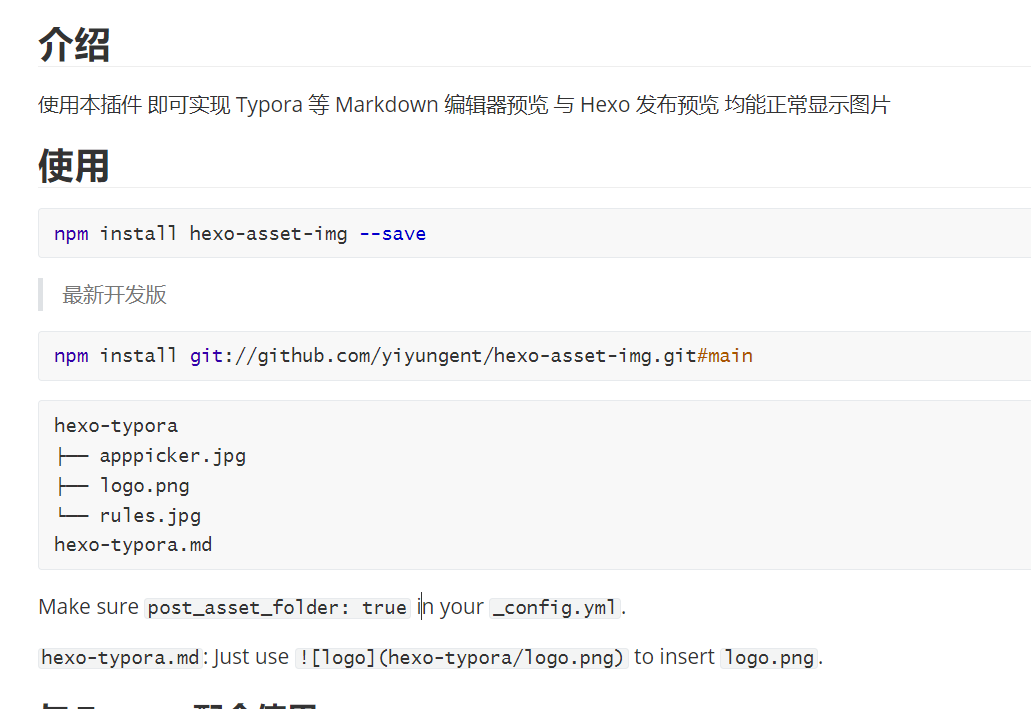 介绍
使用本插件 即可实现 Typora 等 Markdown 编辑器预览 与 Hexo 发布预览 均能正常显示图片
使用
npm install hexo-asset-img --save
最新开发版
npm install git://github.com/yiyungent/hexo-asset-img.git#main
hexo-typora
├── apppicker.jpg
├── logo.png
└── rules.jpg
hexo-typora.md
Make sure post_asset_folder: true in your _config.yml.
hexo-typora.md: Just use ![logo](hexo-typora/logo.png) to insert logo.png.